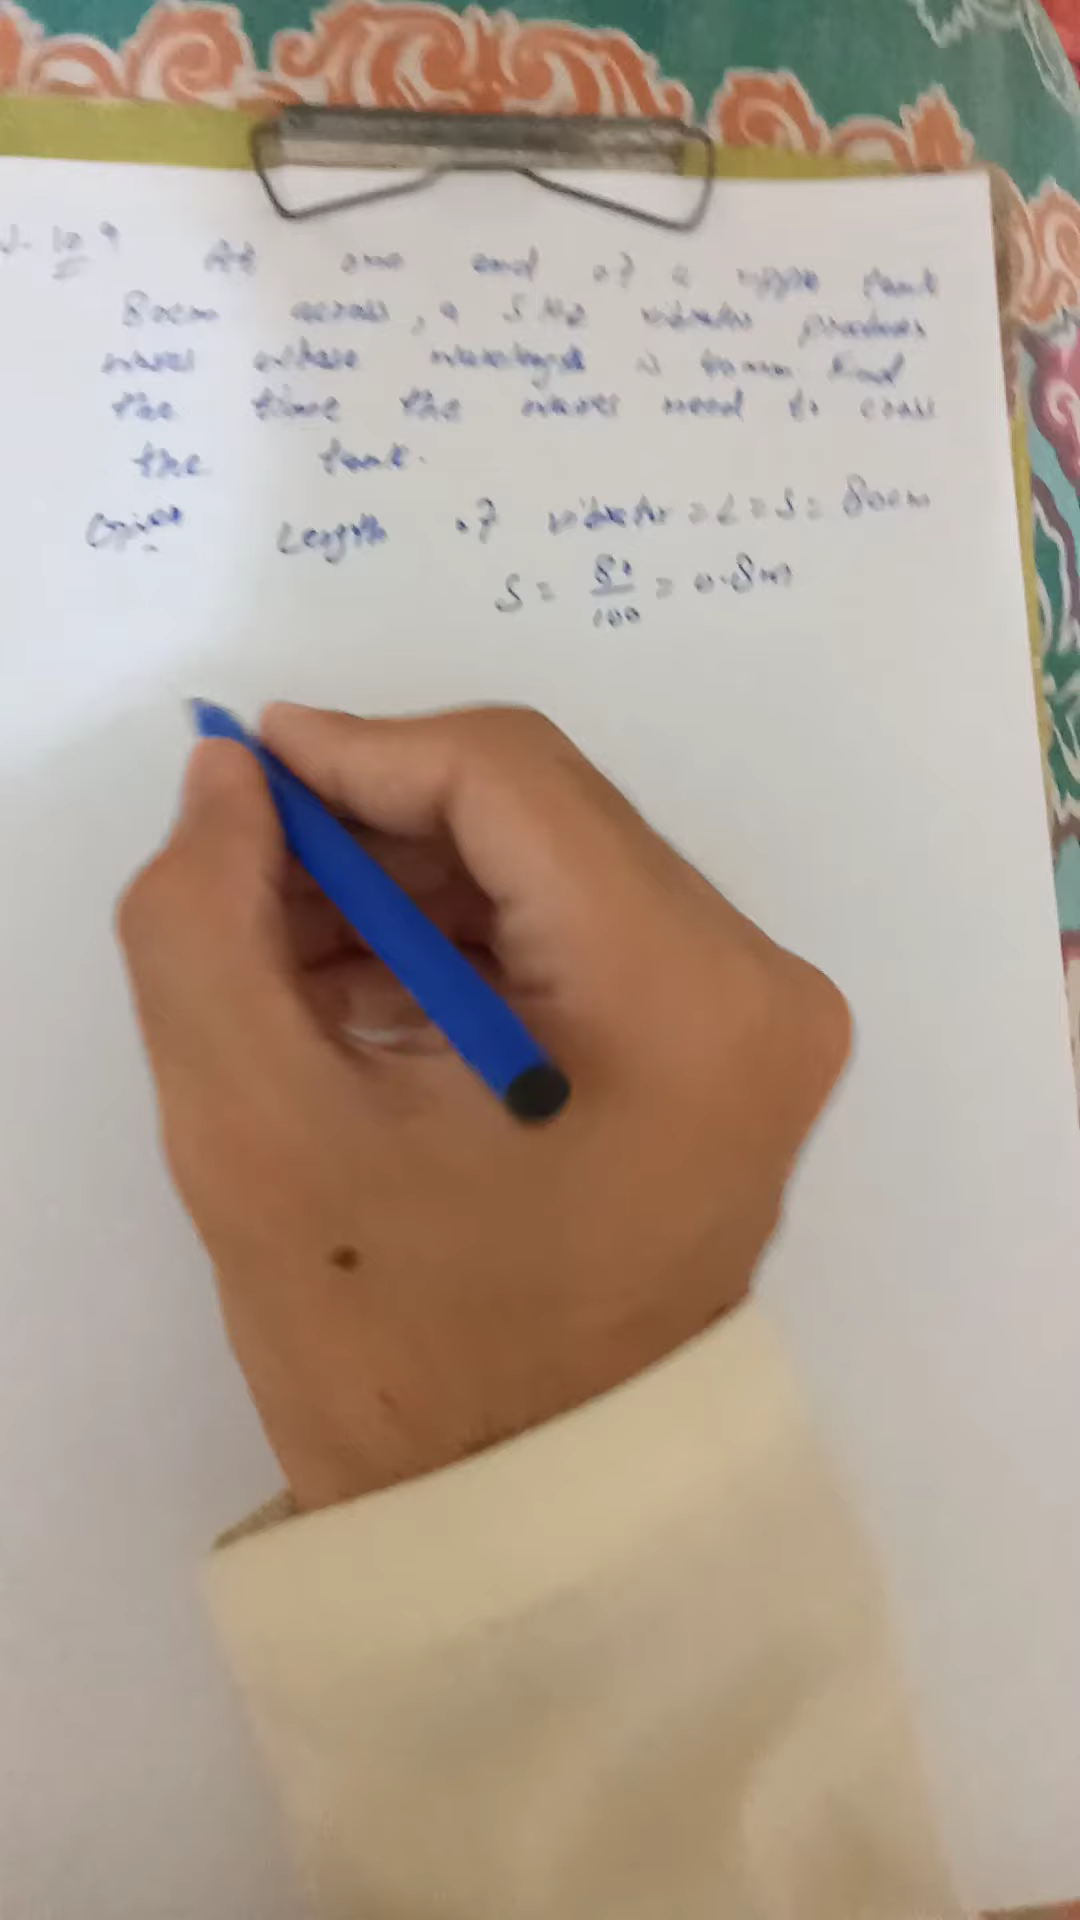 10.9 At one end of a ripple tank
80cm across, a 5 Hz vibrator produces
waves whose wavelength is 40mm. Find
the time the waves need to cross
the tank.
Given Length of vibrator = L = S = 80cm
S = 80/100 = 0.8m